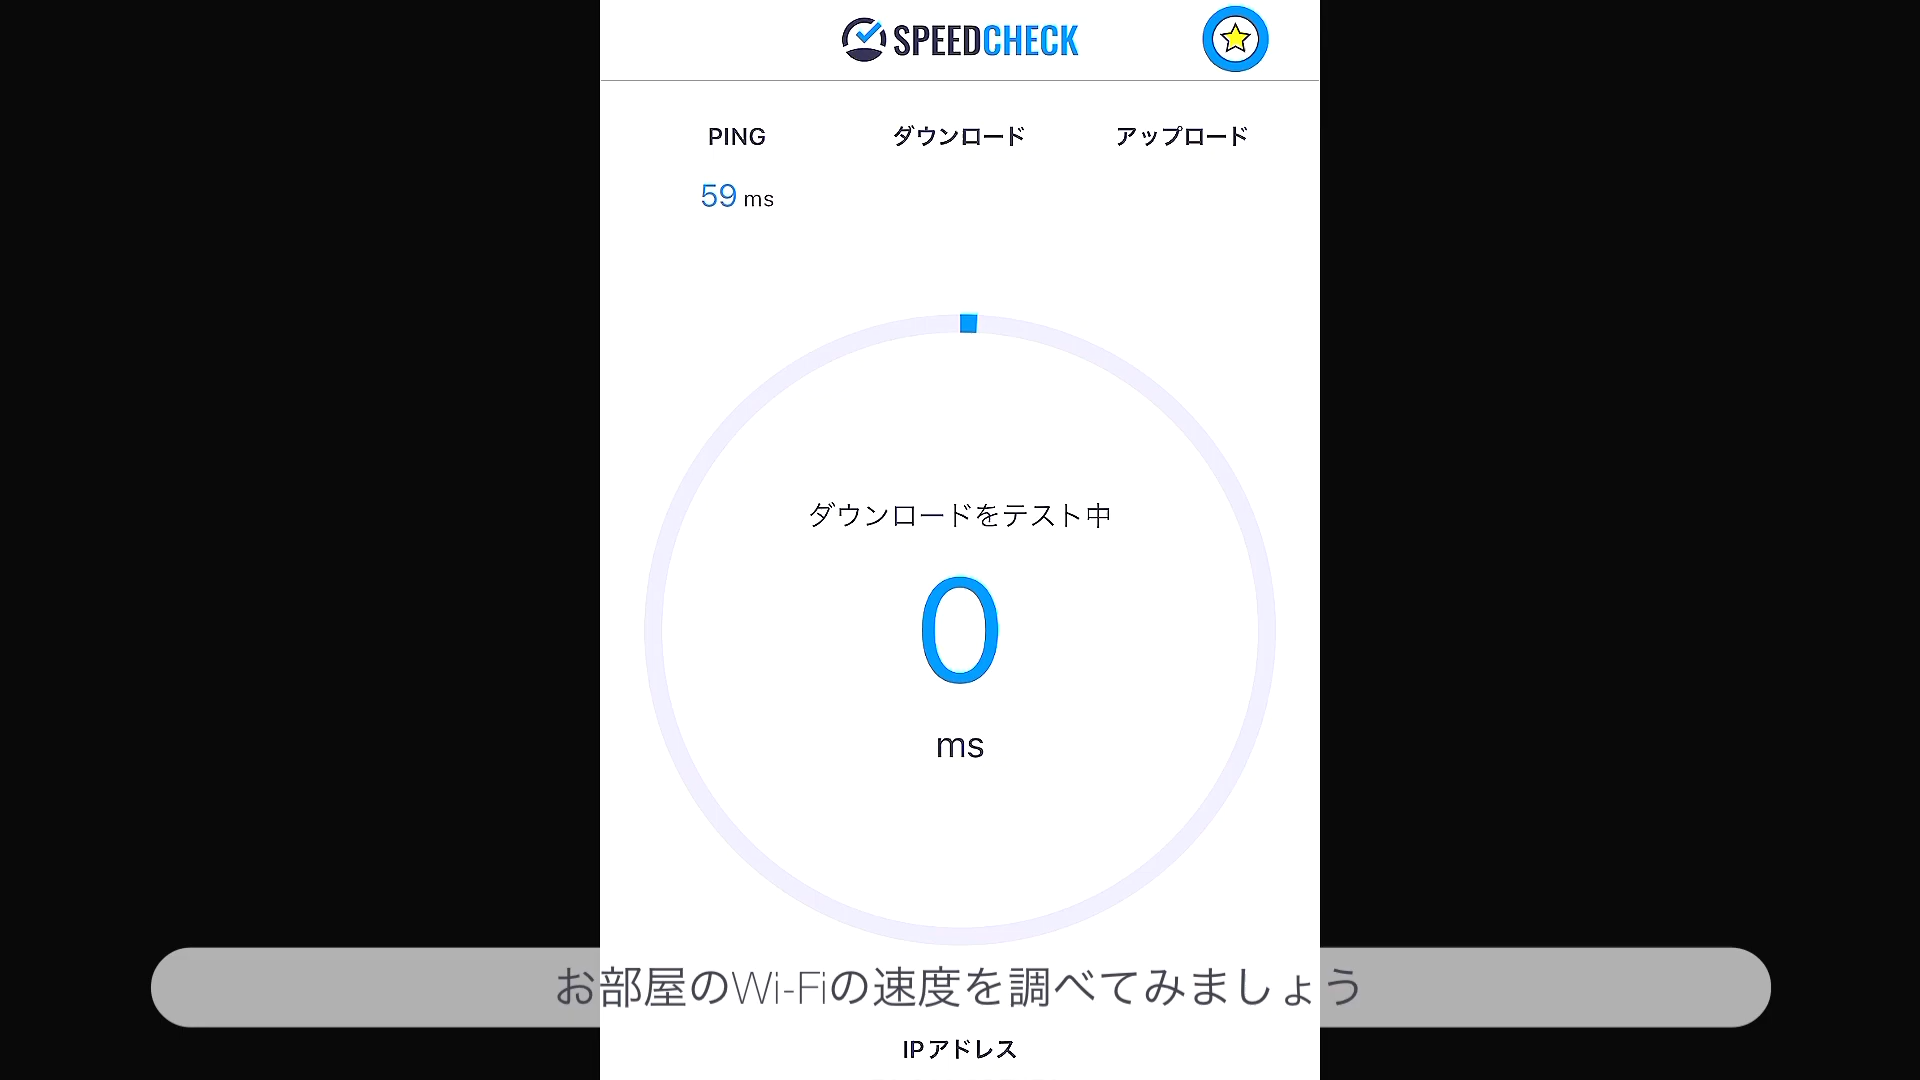 SPEEDCHECK
PING
ダウンロード
アップロード
59 ms
ダウンロードをテスト中
0
ms
お部屋のWi-Fiの速度を調べてみましょう
IPアドレス